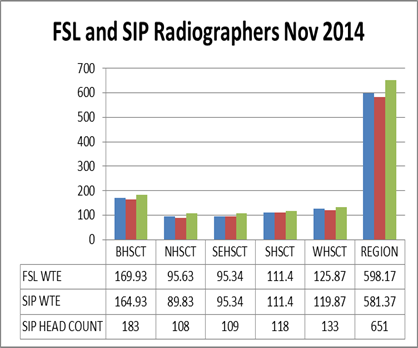 FSL and SIP Radiographers Nov 2014
700
600
500
400
300
200
100
0
BHSCT NHSCT SEHSCT SHSCT WHSCT REGION
FSL WTE 169.93 95.63 95.34 111.4 125.87 598.17
SIP WTE 164.93 89.83 95.34 111.4 119.87 581.37
SIP HEAD COUNT 183 108 109 118 133 651